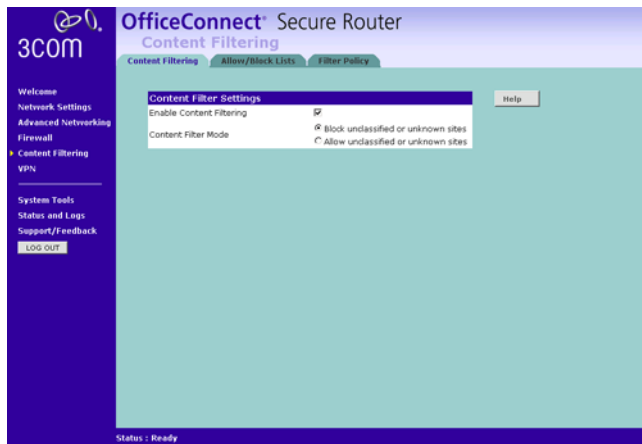 3COM
OfficeConnect® Secure Router
Content Filtering
Content Filtering
Allow/Block Lists
Filter Policy
Welcome
Network Settings
Advanced Networking
Firewall
Content Filtering
VPN
System Tools
Status and Logs
Support/Feedback
LOG OUT
Content Filter Settings
Enable Content Filtering
Content Filter Mode
Block unclassified or unknown sites
Allow unclassified or unknown sites
Help
Status : Ready